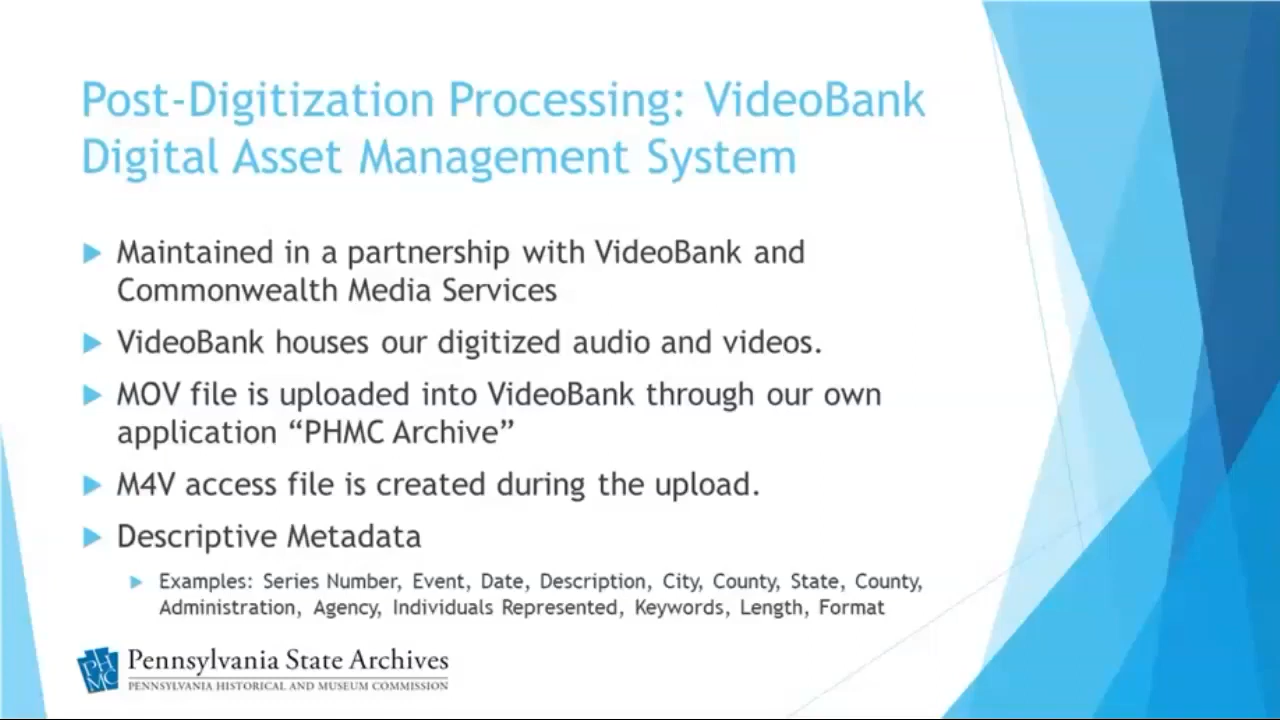 Post-Digitization Processing: VideoBank
Digital Asset Management System
Maintained in a partnership with VideoBank and
Commonwealth Media Services
VideoBank houses our digitized audio and videos.
MOV file is uploaded into VideoBank through our own
application “PHMC Archive”
M4V access file is created during the upload.
Descriptive Metadata
Examples: Series Number, Event, Date, Description, City, County, State, County,
Administration, Agency, Individuals Represented, Keywords, Length, Format
PH
MC
Pennsylvania State Archives
PENNSYLVANIA HISTORICAL AND MUSEUM COMMISSION